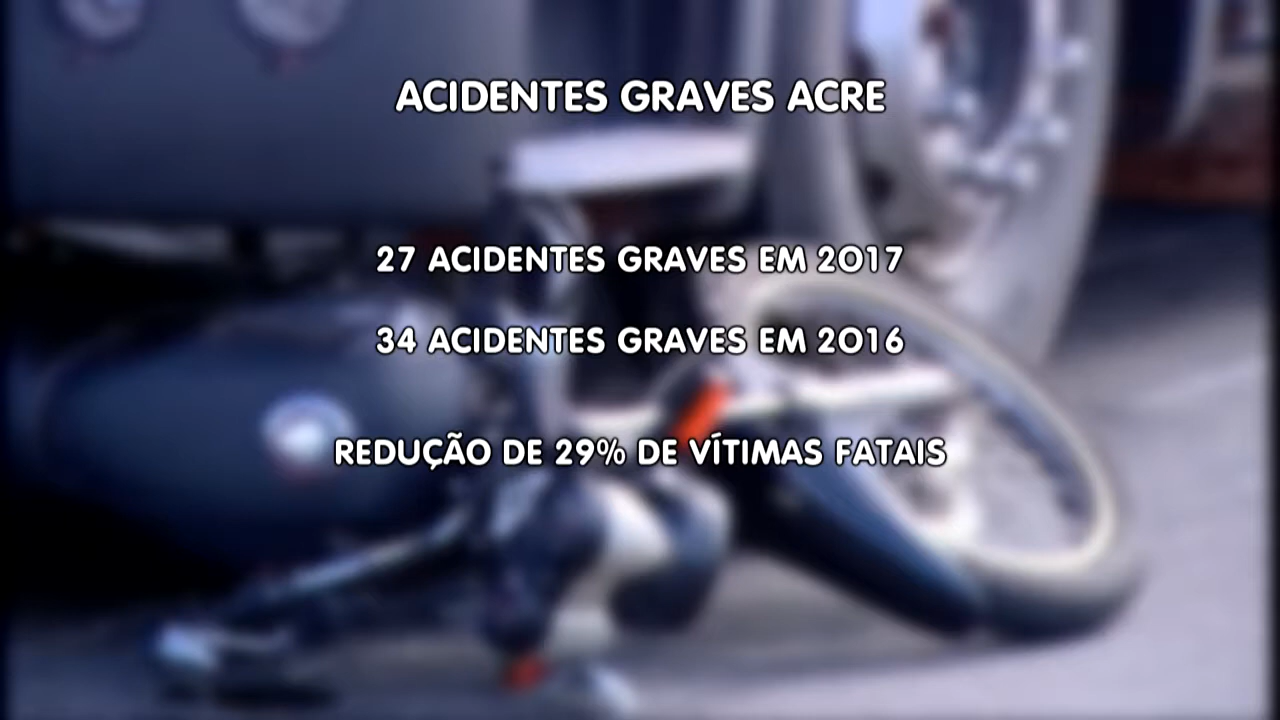 ACIDENTES GRAVES ACRE
27 ACIDENTES GRAVES EM 2017
34 ACIDENTES GRAVES EM 2016
REDUÇÃO DE 29% DE VÍTIMAS FATAIS